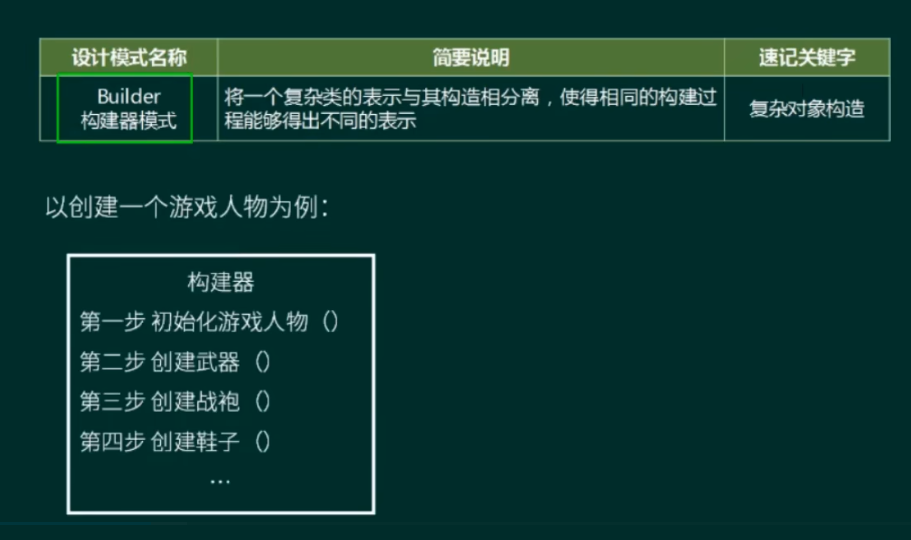 设计模式名称 简要说明 速记关键字
Builder
构建器模式
将一个复杂类的表示与其构造相分离，使得相同的构建过
程能够得出不同的表示
复杂对象构造
以创建一个游戏人物为例：
构建器
第一步 初始化游戏人物（）
第二步 创建武器（）
第三步 创建战袍（）
第四步 创建鞋子（）
...